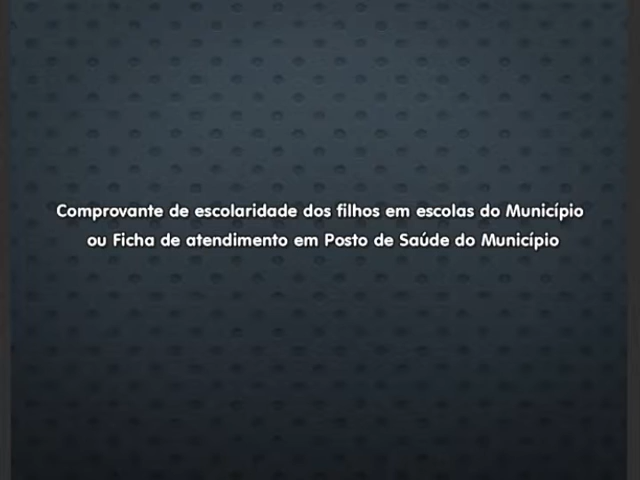 Comprovante de escolaridade dos filhos em escolas do Município
ou Ficha de atendimento em Posto de Saúde do Município